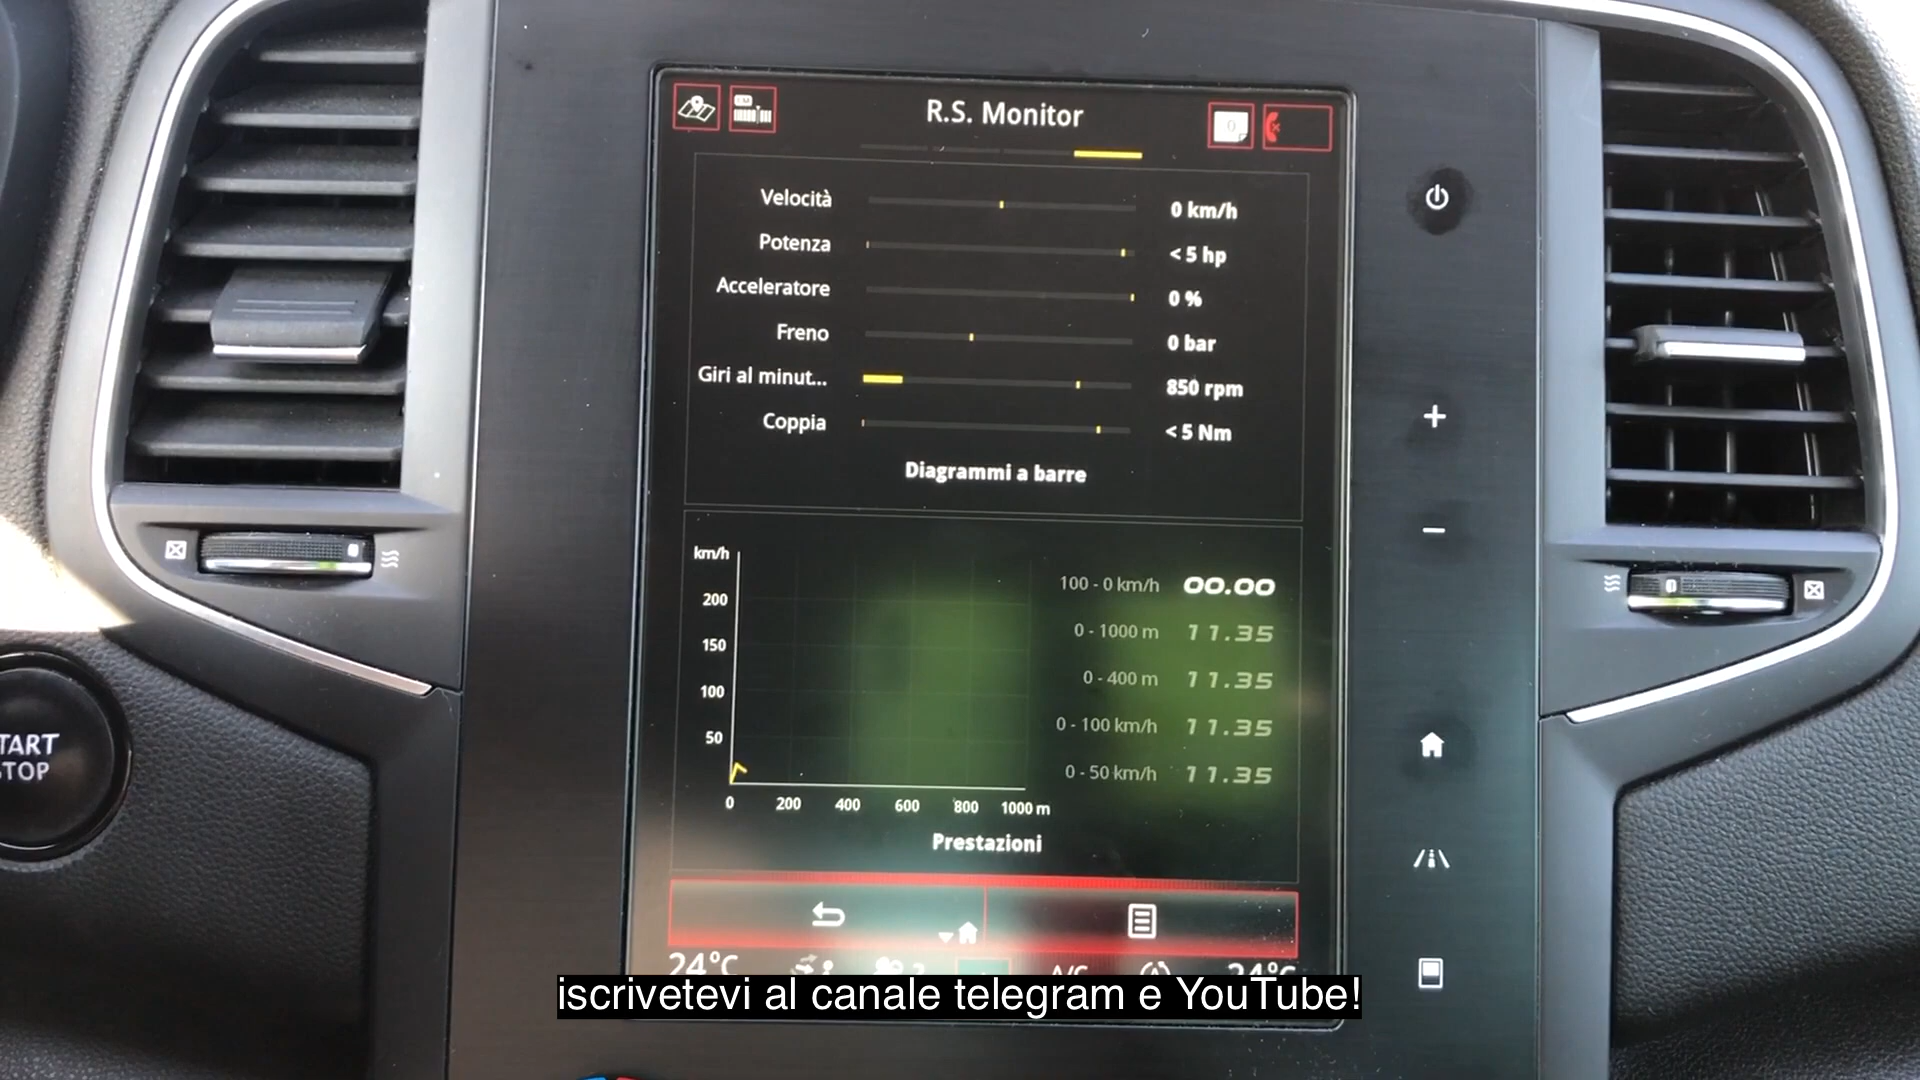 R.S. Monitor
Velocità 0 km/h
Potenza < 5 hp
Acceleratore 0 %
Freno 0 bar
Giri al minut... 850 rpm
Coppia < 5 Nm
Diagrammi a barre
km/h
200
150
100
50
0 200 400 600 800 1000 m
100 - 0 km/h 00.00
0 - 1000 m 11.35
0 - 400 m 11.35
0 - 100 km/h 11.35
0 - 50 km/h 11.35
Prestazioni
24°C A/C 24°C
TART
STOP
iscrivetevi al canale telegram e YouTube!